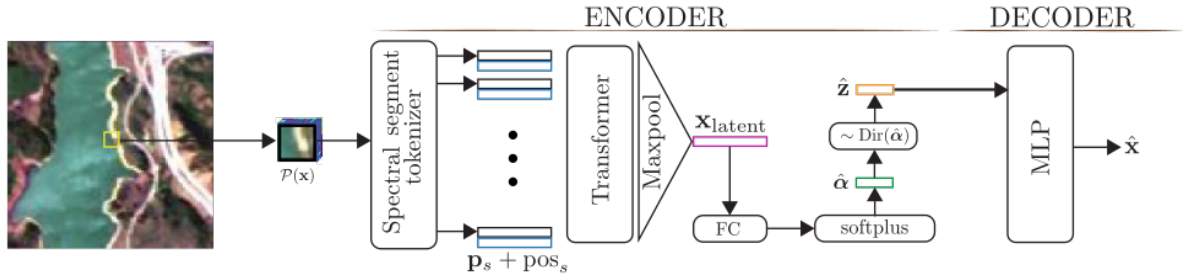 ENCODER
DECODER
P(x)
Spectral segment
tokenizer
p_s + pos_s
Transformer
Maxpool
x_latent
FC
softplus
α̂
~ Dir(α̂)
ẑ
MLP
x̂